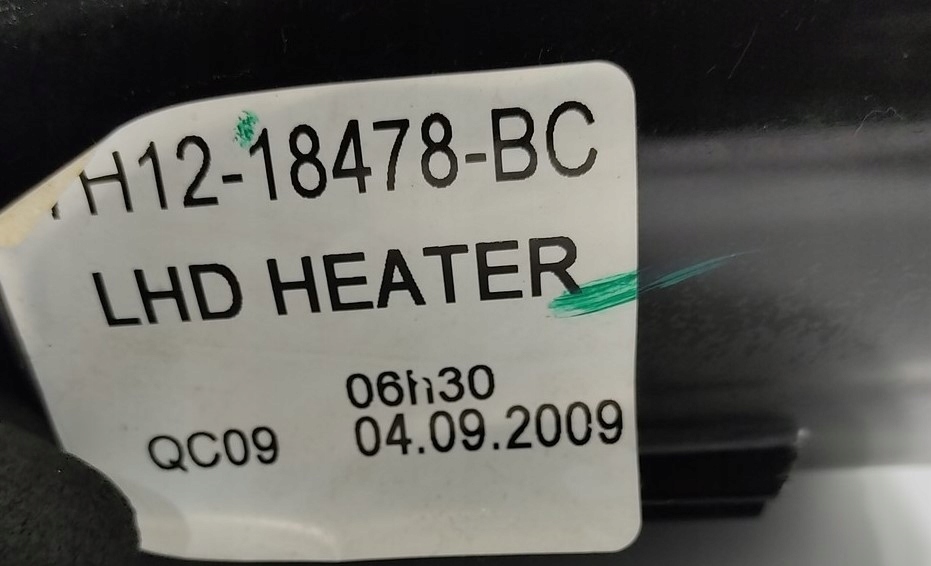 H12-18478-BC
LHD HEATER
06h30
QC09 04.09.2009